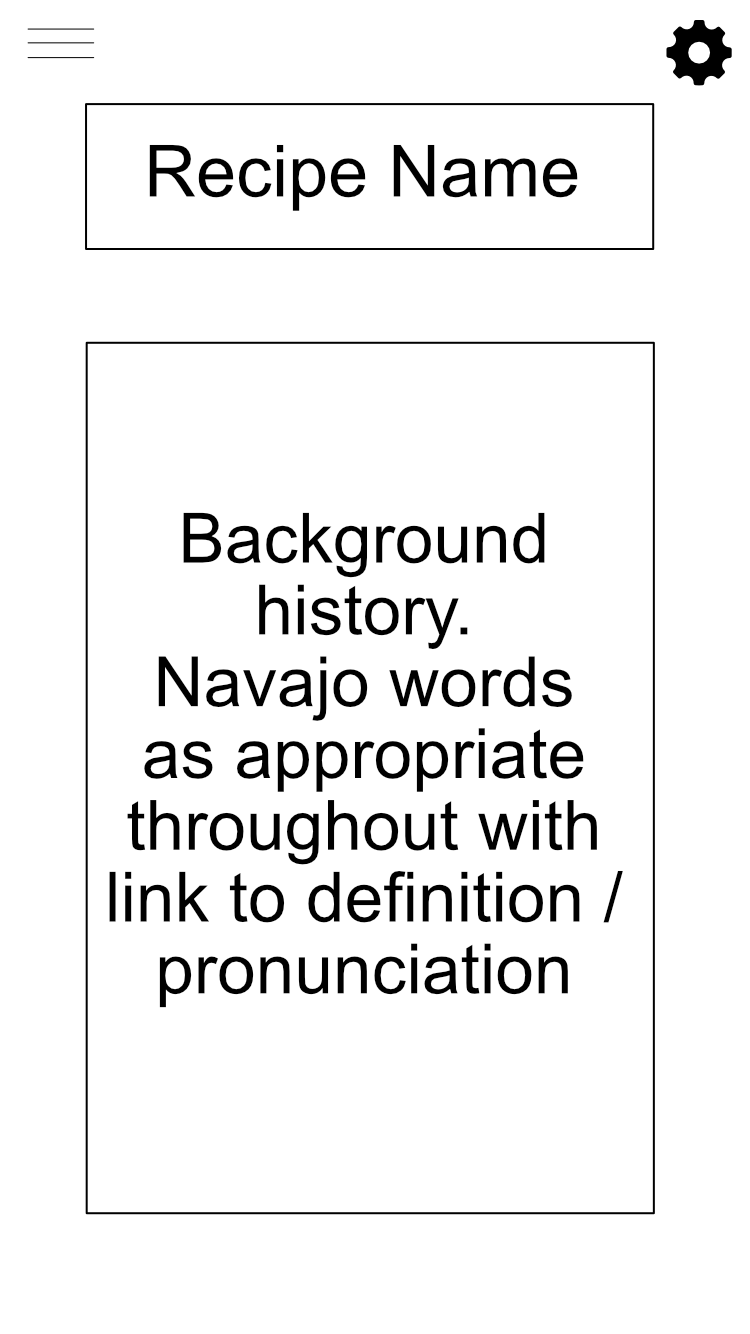 Recipe Name
Background
history.
Navajo words
as appropriate
throughout with
link to definition /
pronunciation